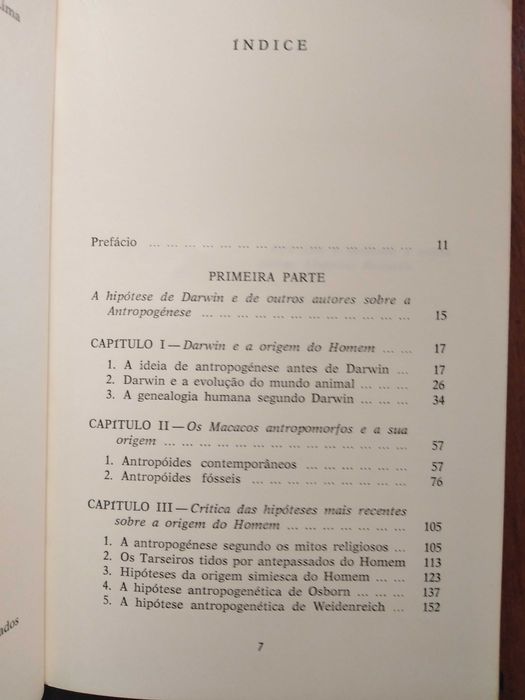 ima
ÍNDICE
Prefácio ... ... ... ... ... ... ... ... ... ... ... ... ... ... ... 11
PRIMEIRA PARTE
A hipótese de Darwin e de outros autores sobre a
Antropogénese ... ... ... ... ... ... ... ... ... ... ... ... 15
CAPÍTULO I — Darwin e a origem do Homem ... ... 17
1. A ideia de antropogénese antes de Darwin ... 17
2. Darwin e a evolução do mundo animal ... ... ... 26
3. A genealogia humana segundo Darwin ... ... ... 34
CAPÍTULO II — Os Macacos antropomorfos e a sua
origem ... ... ... ... ... ... ... ... ... ... ... ... ... ... 57
1. Antropóides contemporâneos ... ... ... ... ... ... 57
2. Antropóides fósseis ... ... ... ... ... ... ... ... ... 76
CAPÍTULO III — Crítica das hipóteses mais recentes
sobre a origem do Homem ... ... ... ... ... ... ... 105
1. A antropogénese segundo os mitos religiosos ... 105
2. Os Tarseiros tidos por antepassados do Homem 113
3. Hipóteses da origem simiesca do Homem ... ... 123
4. A hipótese antropogenética de Osborn ... ... ... 137
5. A hipótese antropogenética de Weidenreich ... 152
7
ados